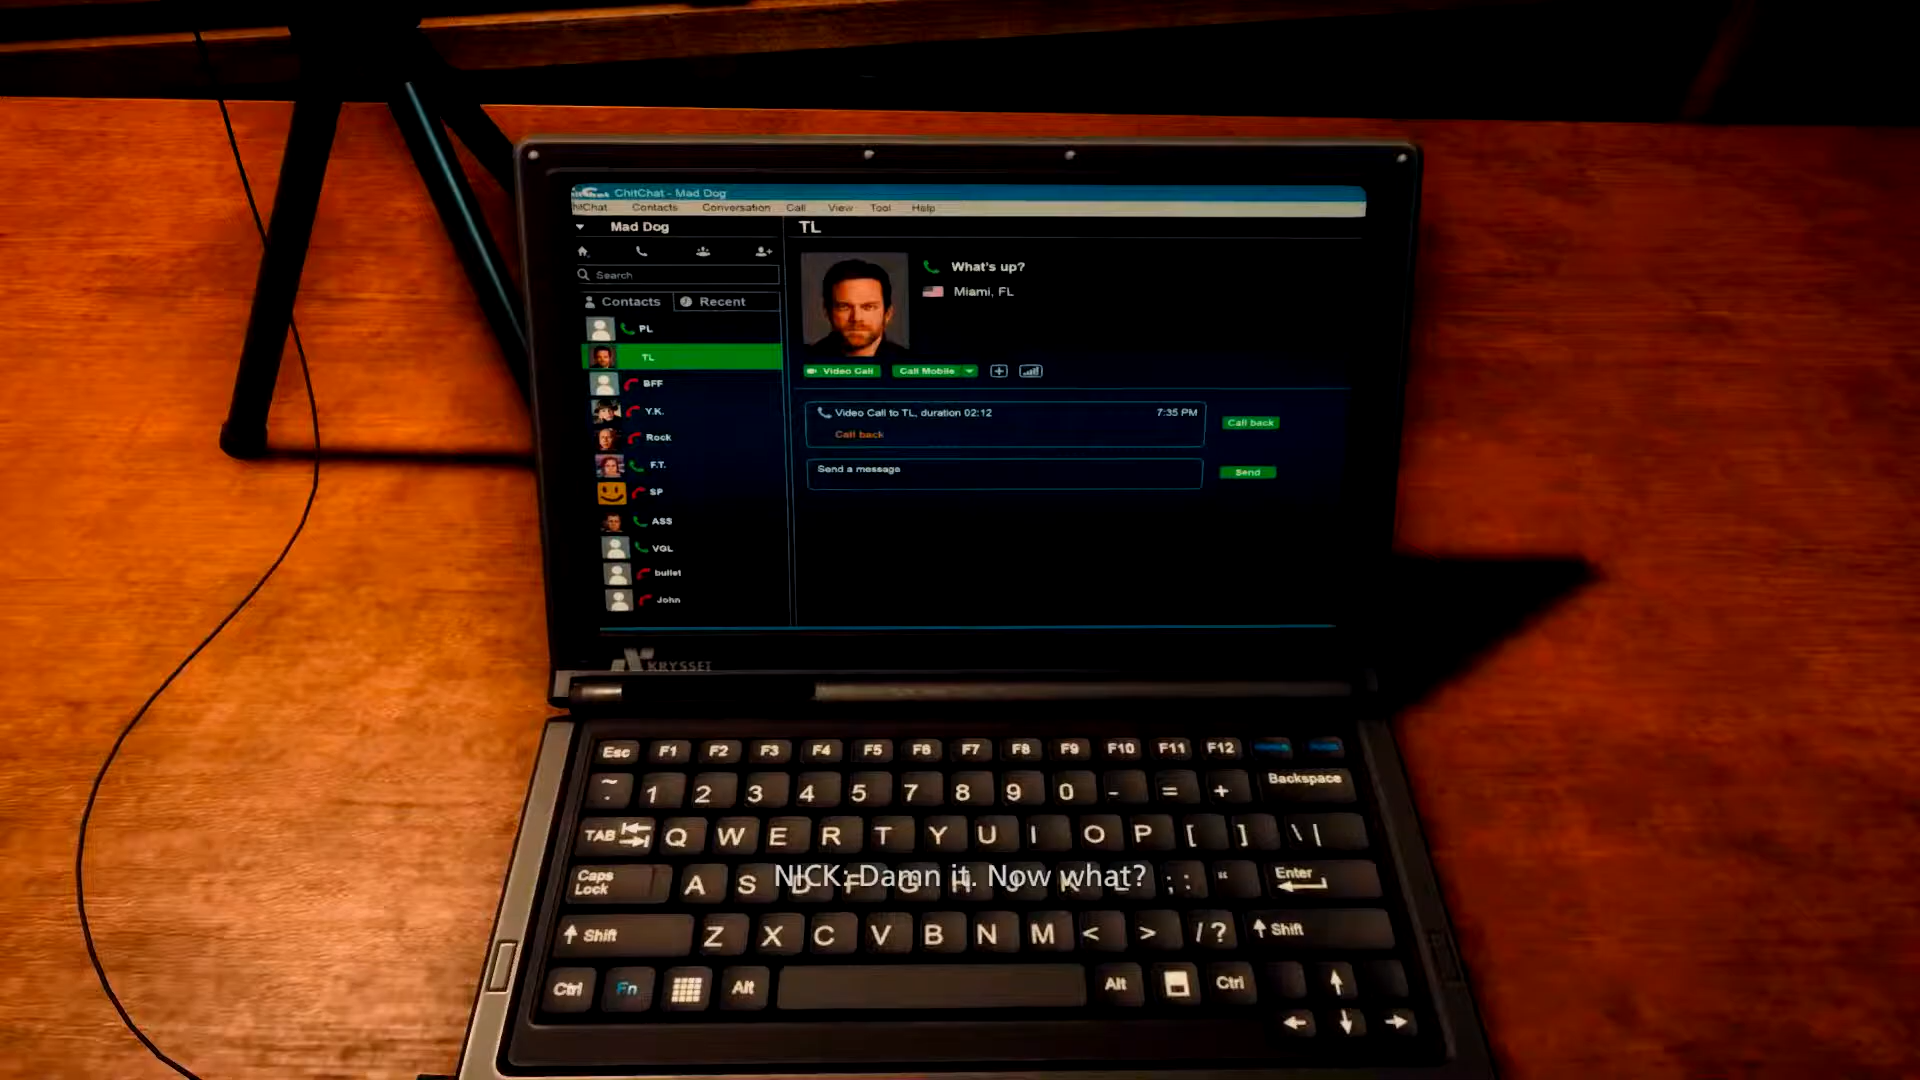 ChitChat - Mad Dog
hitChat Contacts Conversation Call View Tool Help
Mad Dog
Search
Contacts Recent
PL
TL
BFF
Y.K.
Rock
F.T.
SP
ASS
VGL
bullet
John
TL
What's up?
Miami, FL
Video Call Call Mobile
Video Call to TL, duration 02:12 7:35 PM
Call back
Call back
Send a message
Send
KRYSSET
Esc F1 F2 F3 F4 F5 F6 F7 F8 F9 F10 F11 F12
~ . 1 2 3 4 5 7 8 9 0 - = + Backspace
TAB Q W E R T Y U I O P [ ] \ |
Caps Lock A S D F G H J K L ; : “ Enter
NICK: Damn it. Now what?
Shift Z X C V B N M < > / ? Shift
Ctrl Fn Alt Alt Ctrl